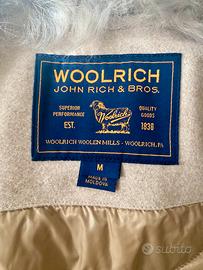 WOOLRICH
JOHN RICH & BROS.
SUPERIOR
PERFORMANCE
QUALITY
GOODS
EST.
Woolrich
1830
WOOLRICH WOOLEN MILLS - WOOLRICH, PA
M
MADE IN
MOLDOVA
subito